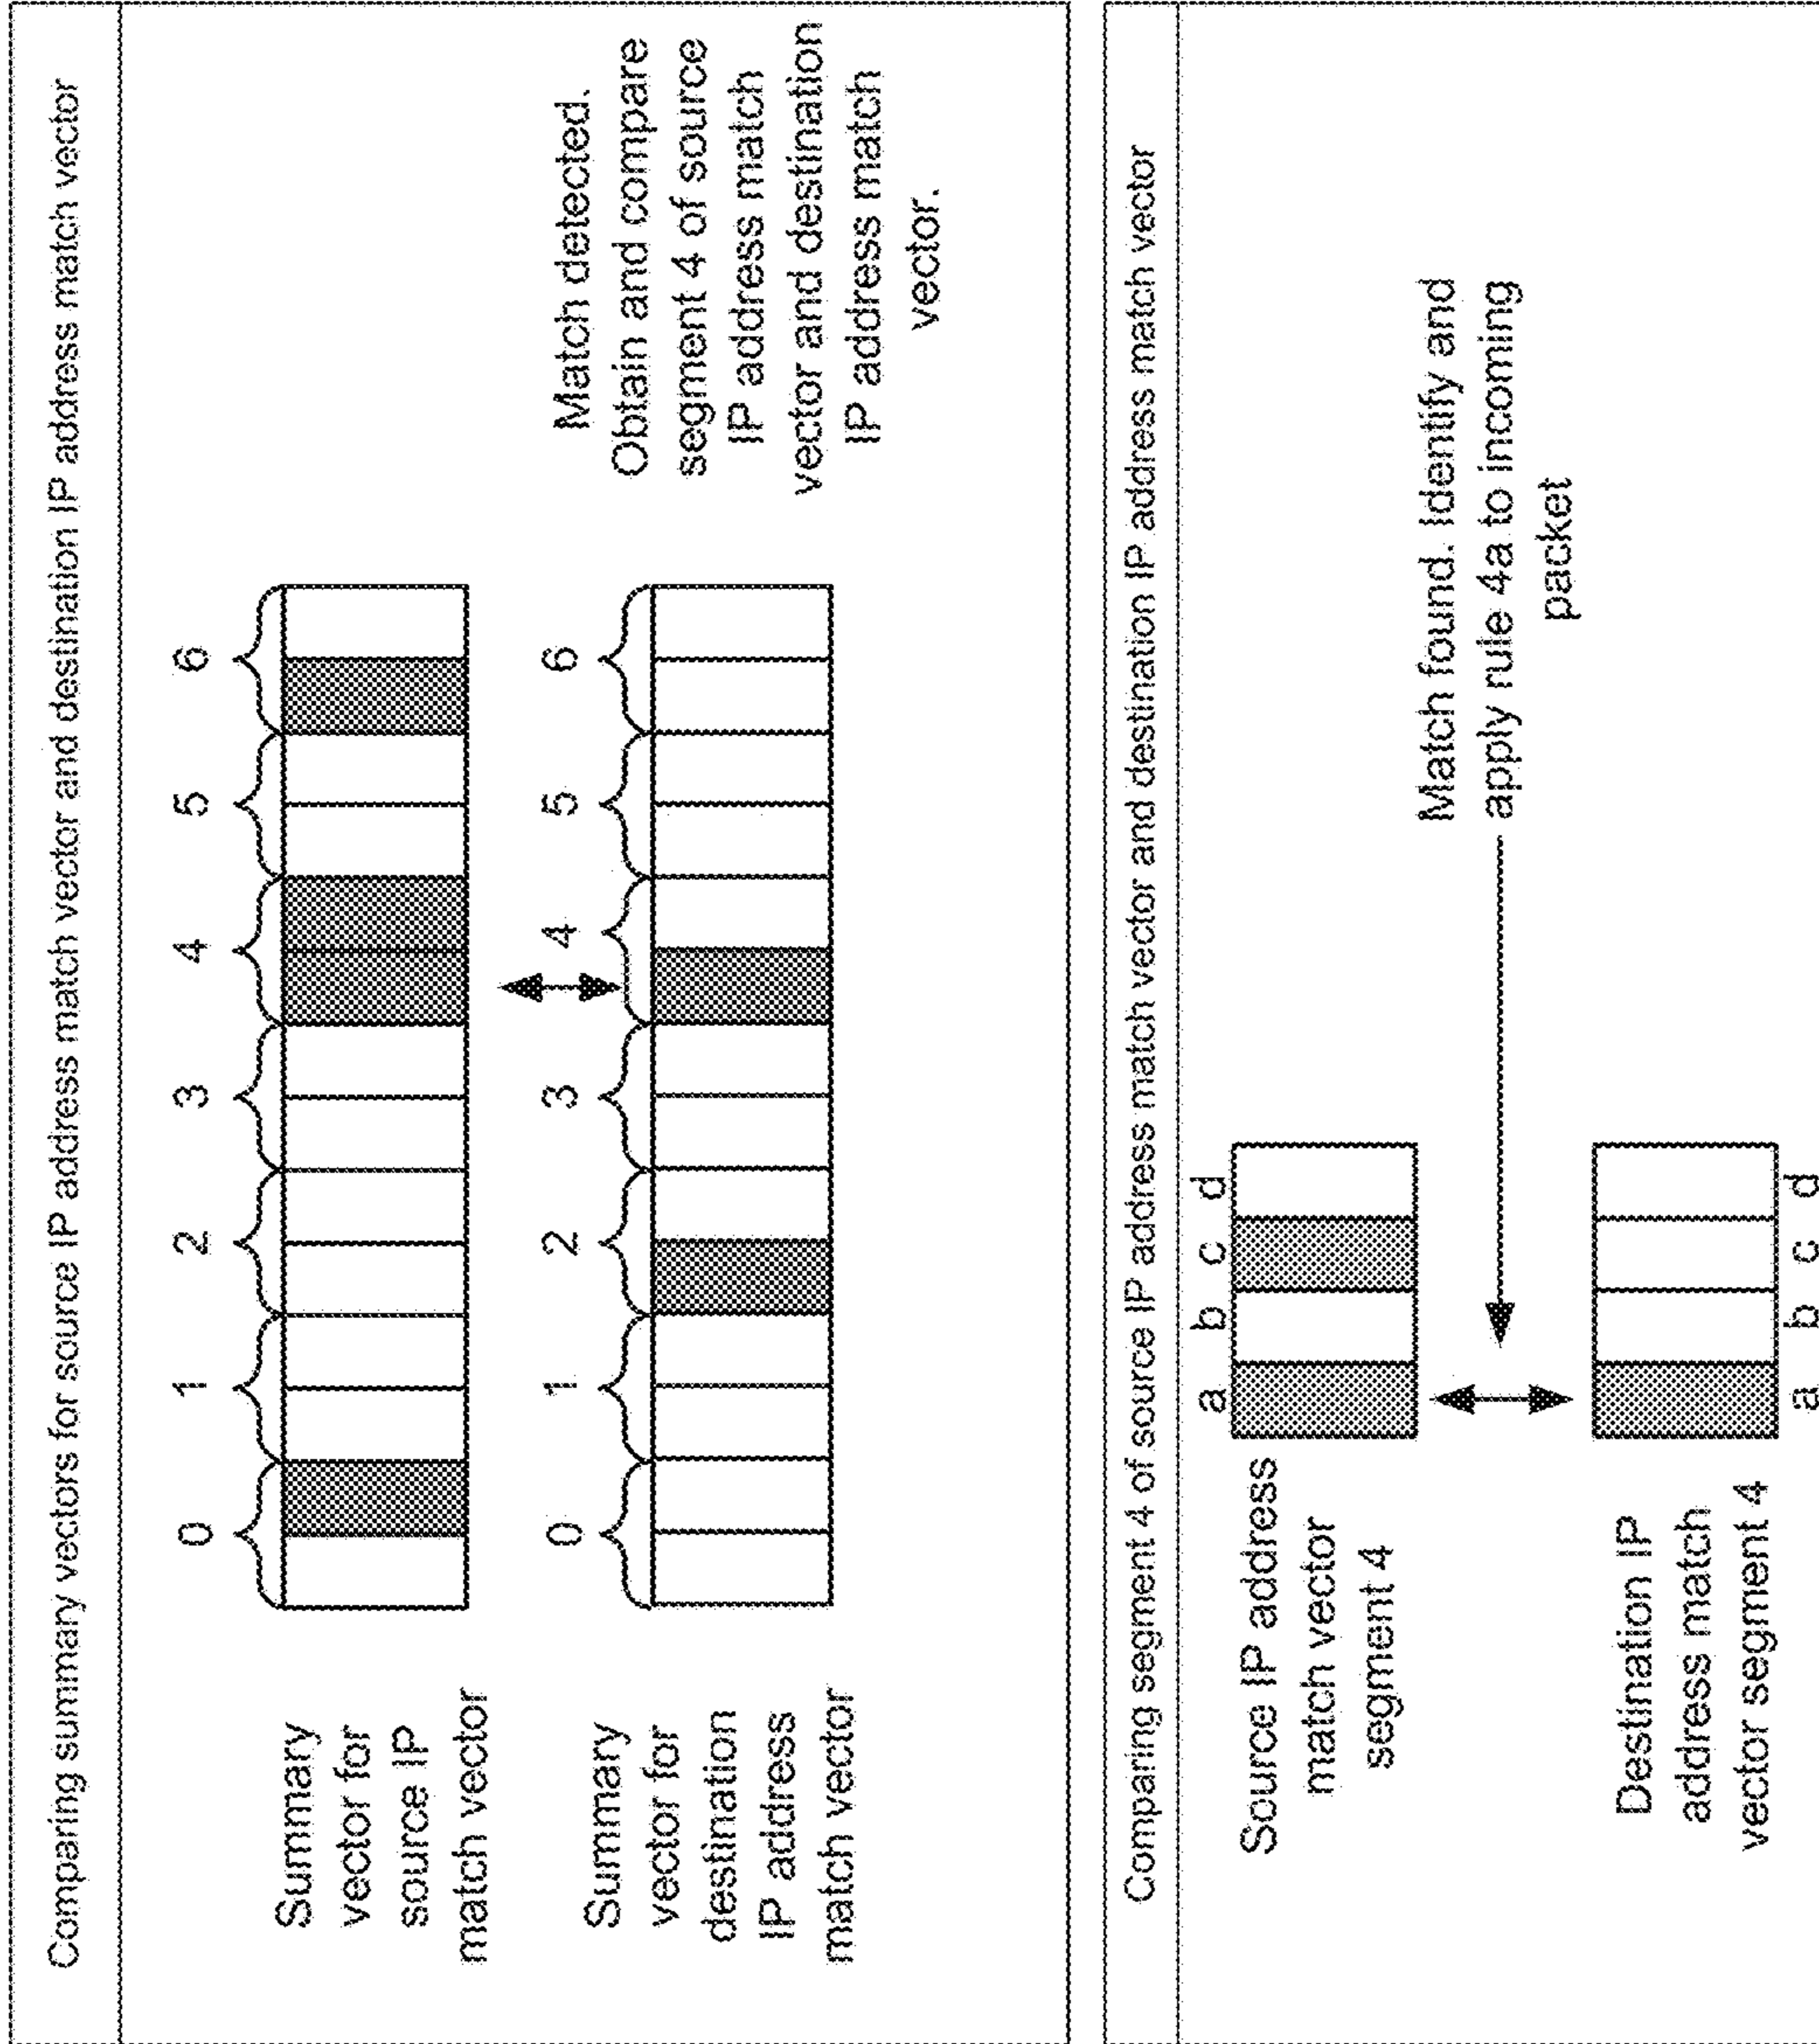 Comparing summary vectors for source IP address match vector and destination IP address match vector
0 1 2 3 4 5 6
Summary
vector for
source IP
match vector
0 1 2 3 4 5 6
Summary
vector for
destination
IP address
match vector
Match detected.
Obtain and compare
segment 4 of source
IP address match
vector and destination
IP address match
vector.
Comparing segment 4 of source IP address match vector and destination IP address match vector
a b c d
Source IP address
match vector
segment 4
Match found. Identify and
apply rule 4a to incoming
packet
Destination IP
address match
vector segment 4
a b c d